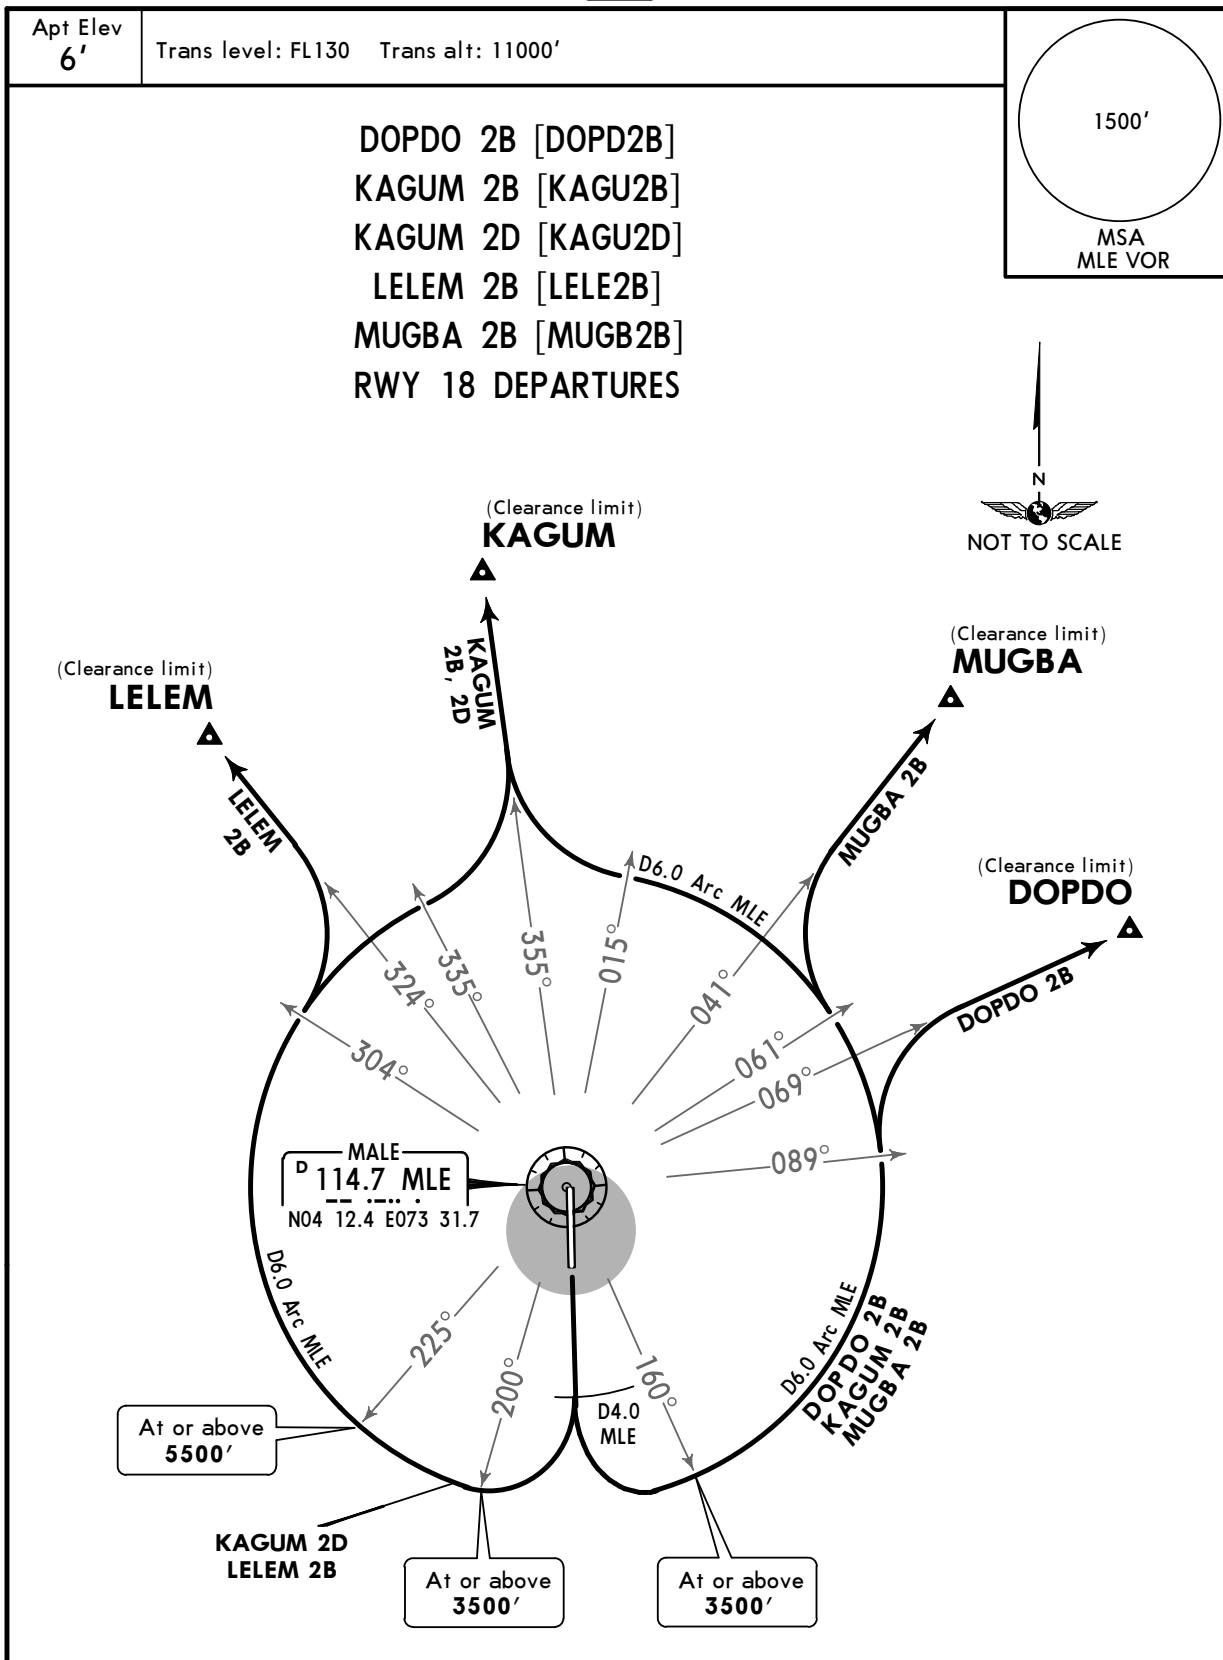 Apt Elev
6'
Trans level: FL130 Trans alt: 11000'
1500'
MSA
MLE VOR
DOPDO 2B [DOPD2B]
KAGUM 2B [KAGU2B]
KAGUM 2D [KAGU2D]
LELEM 2B [LELE2B]
MUGBA 2B [MUGB2B]
RWY 18 DEPARTURES
N
NOT TO SCALE
(Clearance limit)
KAGUM
(Clearance limit)
MUGBA
(Clearance limit)
LELEM
KAGUM
2B, 2D
LELEM
2B
MUGBA 2B
(Clearance limit)
DOPDO
DOPDO 2B
D6.0 Arc MLE
304°
324°
335°
355°
015°
041°
061°
069°
089°
MALE
D 114.7 MLE
N04 12.4 E073 31.7
D6.0 Arc MLE
225°
200°
160°
D4.0
MLE
D6.0 Arc MLE
DOPDO 2B
KAGUM 2B
MUGBA 2B
At or above
5500'
KAGUM 2D
LELEM 2B
At or above
3500'
At or above
3500'